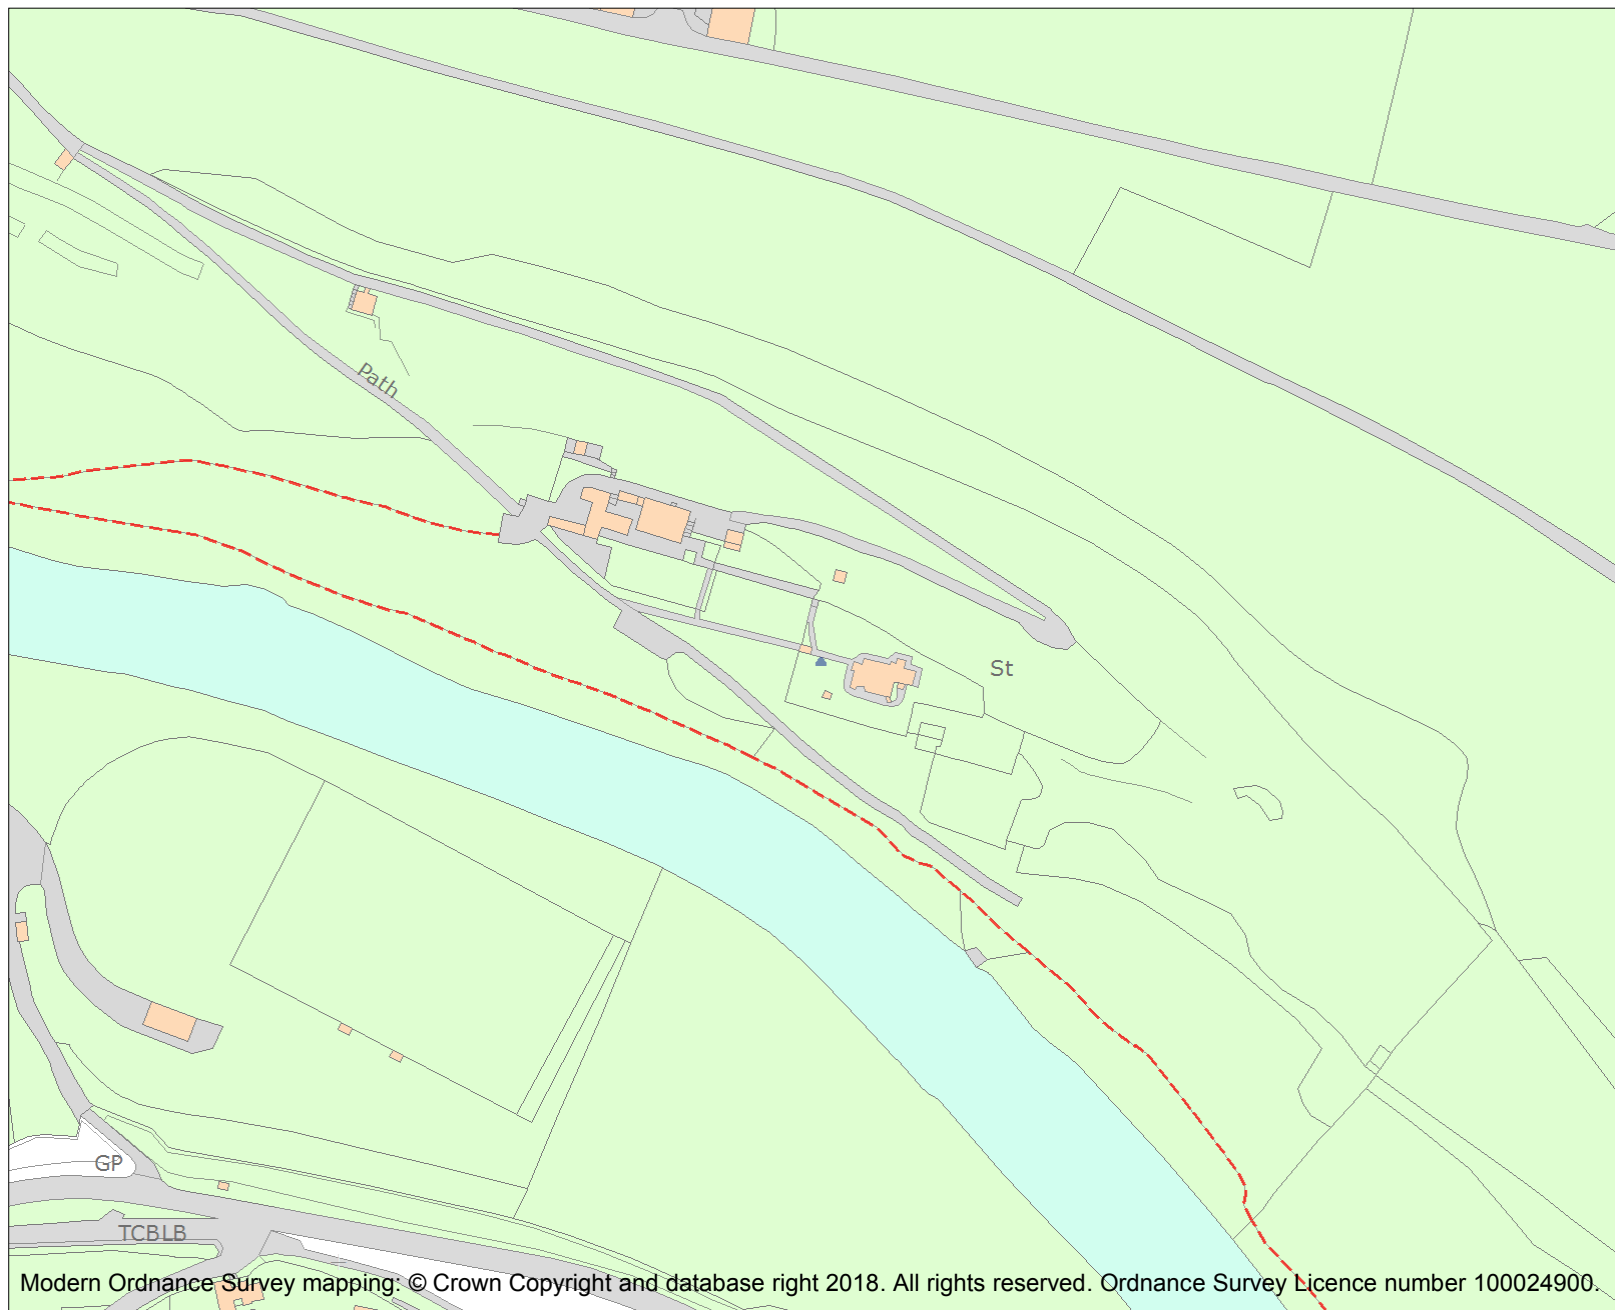 Path
St
GP
TCBLB
Modern Ordnance Survey mapping: © Crown Copyright and database right 2018. All rights reserved. Ordnance Survey Licence number 100024900.